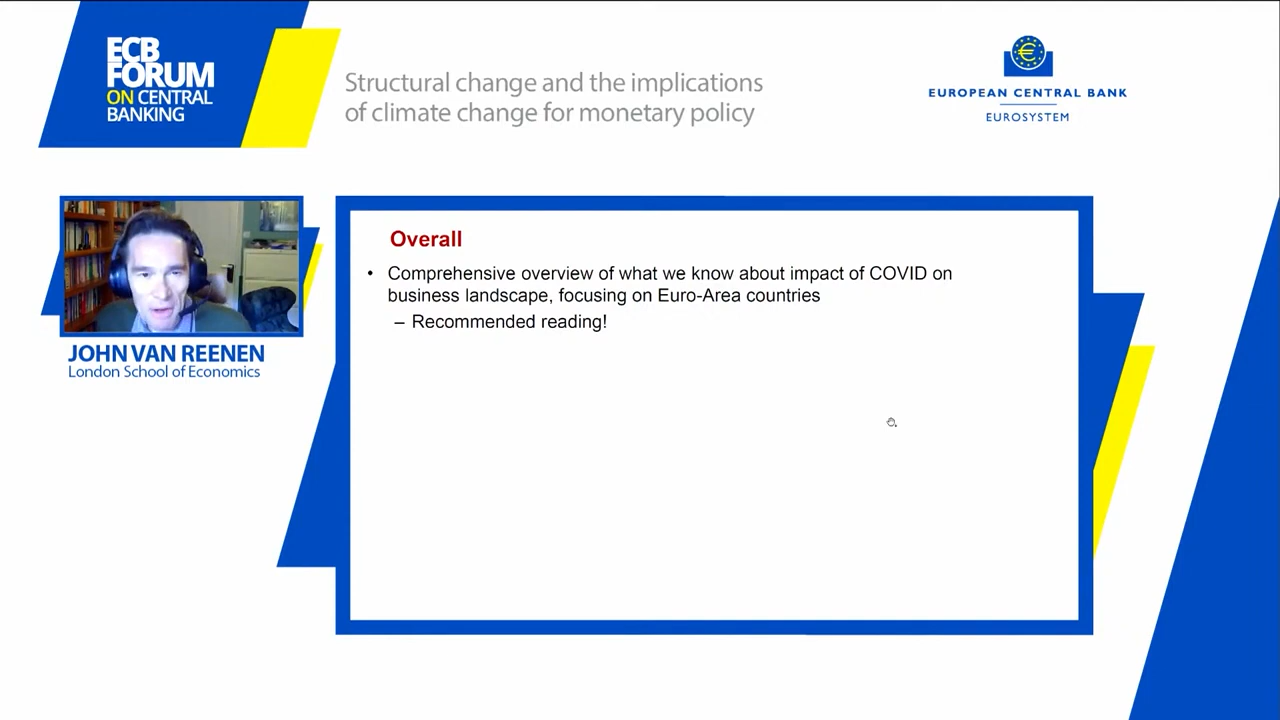 ECB
FORUM
ON CENTRAL
BANKING
Structural change and the implications
of climate change for monetary policy
EUROPEAN CENTRAL BANK
EUROSYSTEM
JOHN VAN REENEN
London School of Economics
Overall
• Comprehensive overview of what we know about impact of COVID on
business landscape, focusing on Euro-Area countries
– Recommended reading!